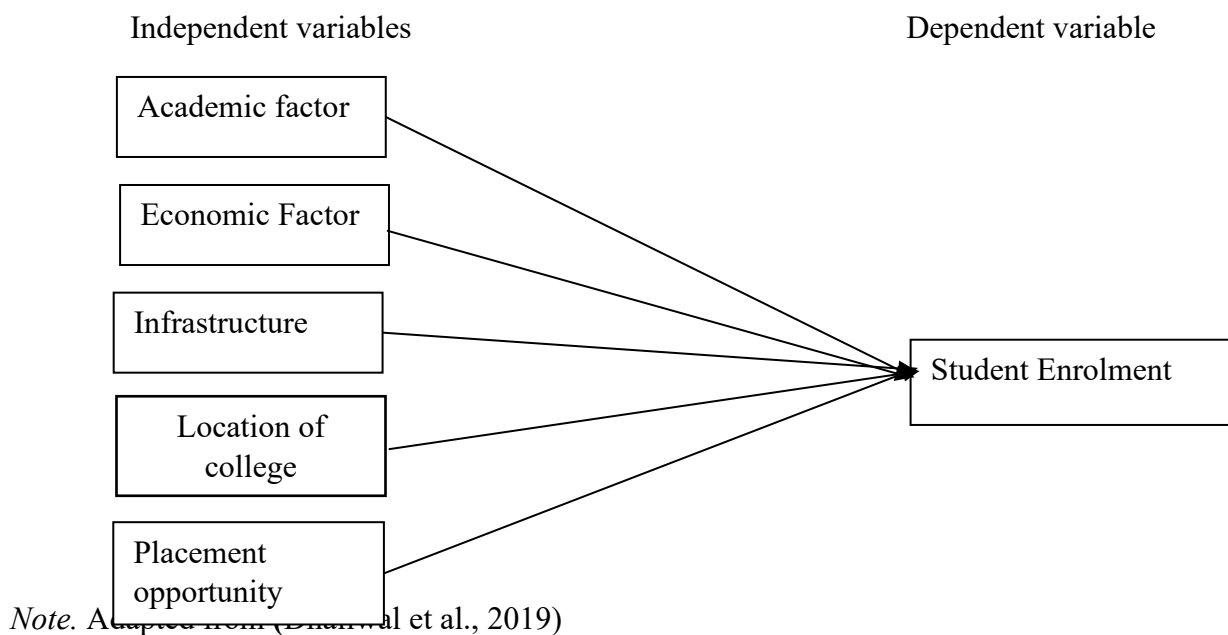 Independent variables
Dependent variable
Academic factor
Economic Factor
Infrastructure
Location of
college
Placement
opportunity
Student Enrolment
Note. Adapted from (Dhaliwal et al., 2019)